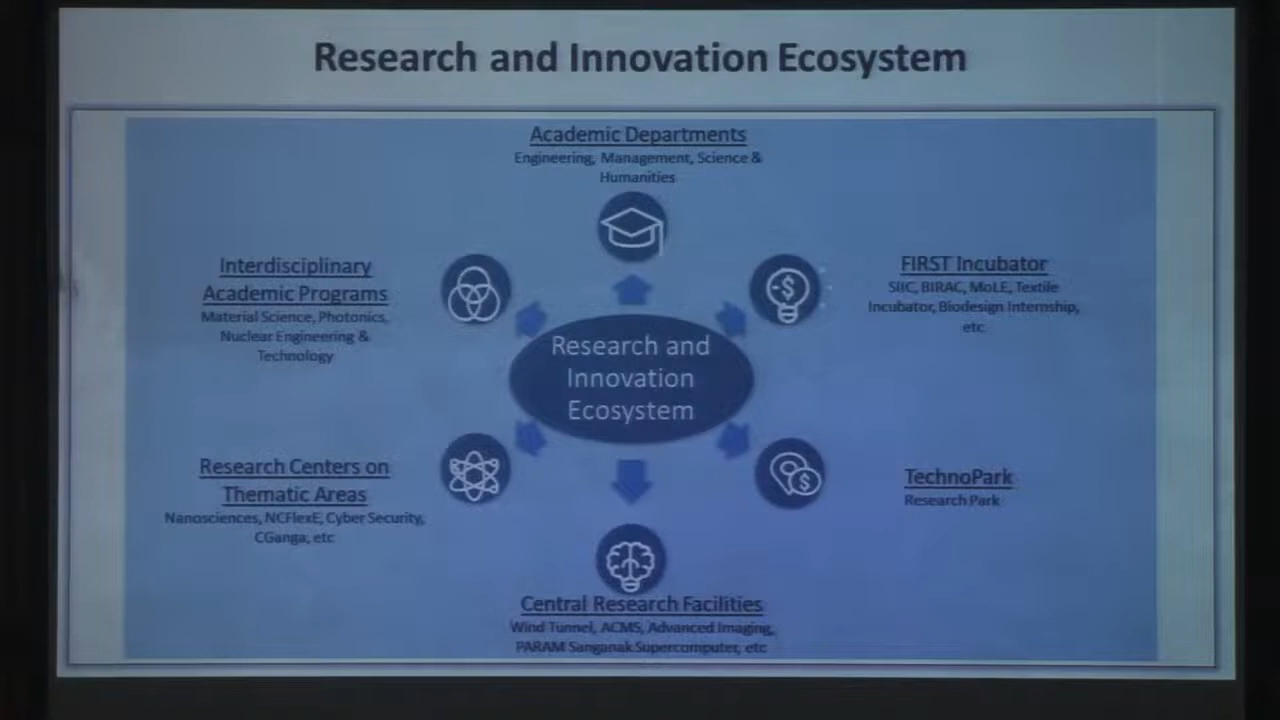 Research and Innovation Ecosystem
Academic Departments
Engineering, Management, Science &
Humanities
Interdisciplinary
Academic Programs
Material Science, Photonics,
Nuclear Engineering &
Technology
FIRST Incubator
SIIC, BIRAC, MoLE, Textile
Incubator, Biodesign Internship,
etc
Research and
Innovation
Ecosystem
Research Centers on
Thematic Areas
Nanosciences, NCFlexE, Cyber Security,
CGanga, etc
TechnoPark
Research Park
Central Research Facilities
Wind Tunnel, ACMS, Advanced Imaging,
PARAM Sanganak Supercomputer, etc